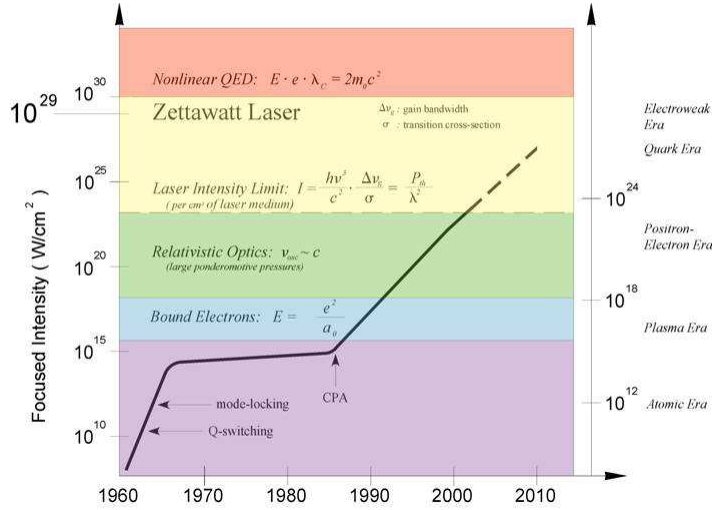 Nonlinear QED: E · e · λ_C = 2m_0c^2
10^30
10^29
Zettawatt Laser
Δν_g : gain bandwidth
σ : transition cross-section
Electroweak
Era
Quark Era
10^25
Laser Intensity Limit: I = hν^3/c^2 · Δν_g/σ = P_th/λ^2
(per cm^2 of laser medium)
10^24
Relativistic Optics: ν_osc ~ c
(large ponderomotive pressures)
Positron-
Electron Era
10^20
10^18
Bound Electrons: E = e^2/a_0
Plasma Era
10^15
CPA
mode-locking
10^12
Atomic Era
Q-switching
10^10
Focused Intensity (W/cm^2)
1960 1970 1980 1990 2000 2010